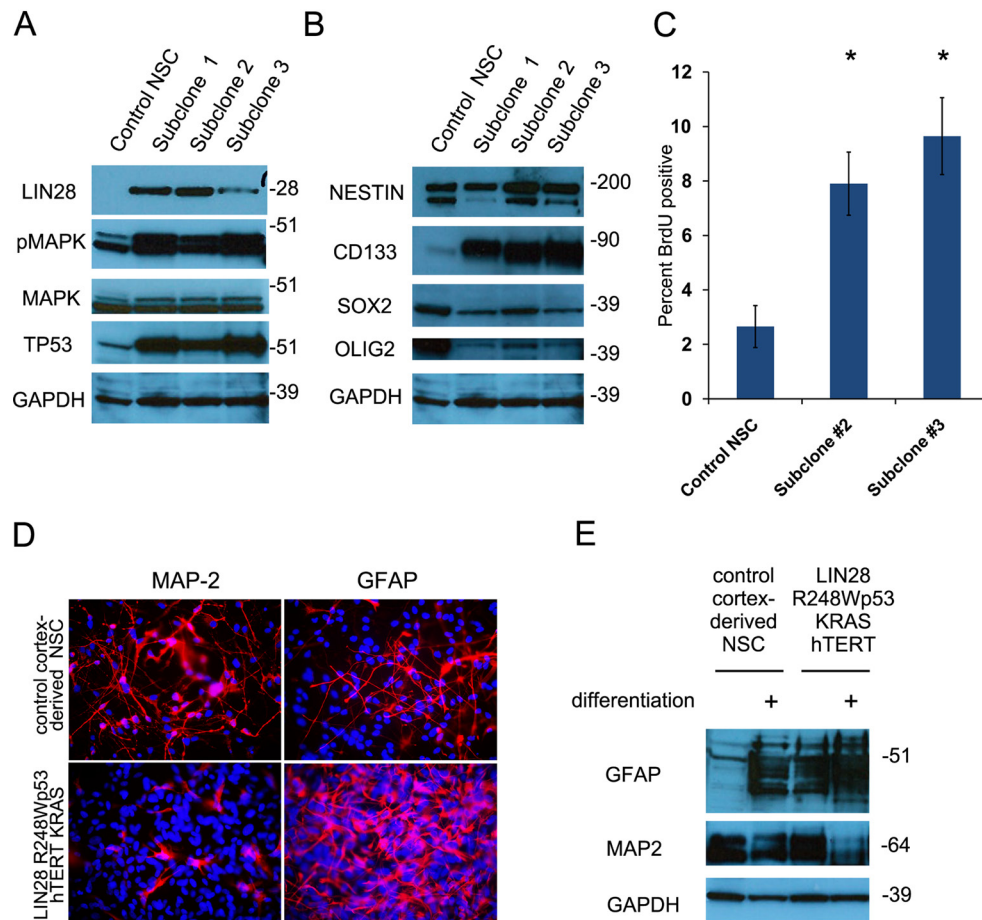 A
Control NSC
Subclone 1
Subclone 2
Subclone 3
LIN28
-28
pMAPK
-51
MAPK
-51
TP53
-51
GAPDH
-39
B
Control NSC
Subclone 1
Subclone 2
Subclone 3
NESTIN
-200
CD133
-90
SOX2
-39
OLIG2
-39
GAPDH
-39
C
Percent BrdU positive
12
10
8
6
4
2
0
*
*
Control NSC
Subclone #2
Subclone #3
D
MAP-2
GFAP
control cortex-
derived NSC
LIN28 R248Wp53
hTERT KRAS
E
control
cortex-
derived
NSC
LIN28
R248Wp53
KRAS
hTERT
differentiation
+
+
GFAP
-51
MAP2
-64
GAPDH
-39